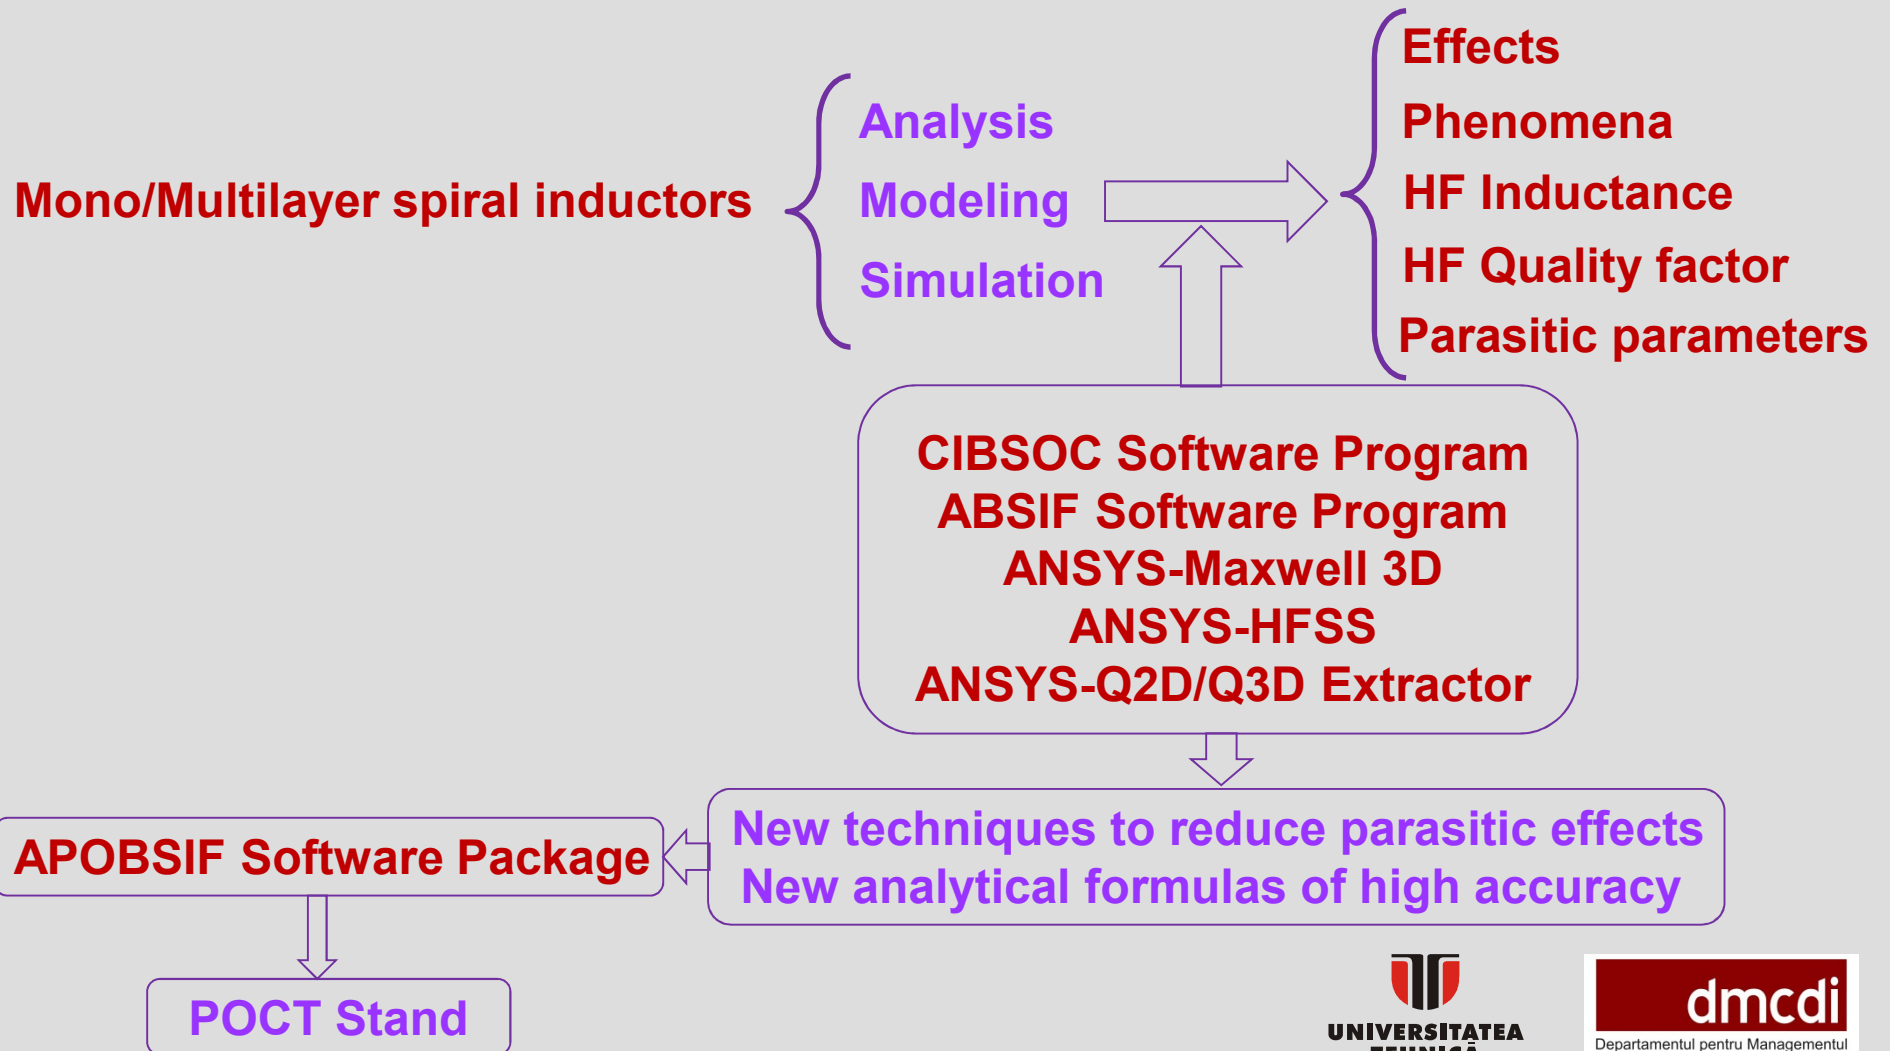 Mono/Multilayer spiral inductors
Analysis
Modeling
Simulation
Effects
Phenomena
HF Inductance
HF Quality factor
Parasitic parameters
CIBSOC Software Program
ABSIF Software Program
ANSYS-Maxwell 3D
ANSYS-HFSS
ANSYS-Q2D/Q3D Extractor
New techniques to reduce parasitic effects
New analytical formulas of high accuracy
APOBSIF Software Package
POCT Stand
UNIVERSITATEA
TEHNICĂ
dmcdi
Departamentul pentru Managementul